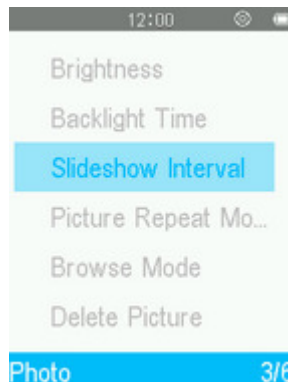 12:00
Brightness
Backlight Time
Slideshow Interval
Picture Repeat Mo...
Browse Mode
Delete Picture
Photo 3/6